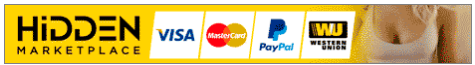 HiDDEN
MARKETPLACE
VISA
MasterCard
PayPal
WU
WESTERN
UNION